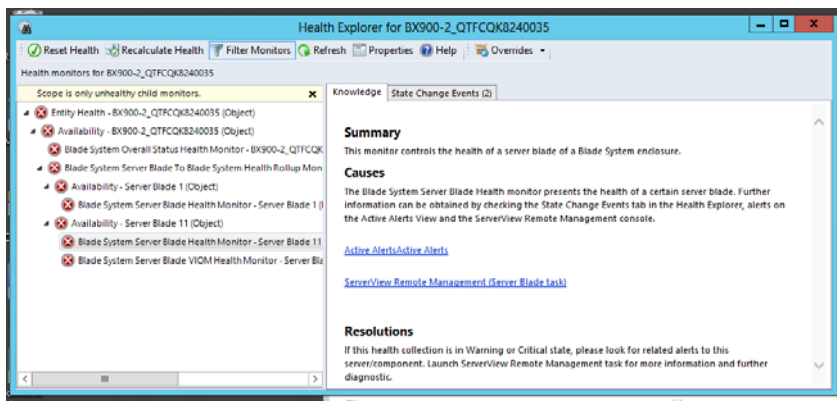 Health Explorer for BX900-2_QTFCQK8240035
Reset Health Recalculate Health Filter Monitors Refresh Properties Help Overrides
Health monitors for BX900-2_QTFCQK8240035
Scope is only unhealthy child monitors. x
Entity Health - BX900-2_QTFCQK8240035 (Object)
Availability - BX900-2_QTFCQK8240035 (Object)
Blade System Overall Status Health Monitor - BX900-2_QTFCQK
Blade System Server Blade To Blade System Health Rollup Mon
Availability - Server Blade 1 (Object)
Blade System Server Blade Health Monitor - Server Blade 1 (
Availability - Server Blade 11 (Object)
Blade System Server Blade Health Monitor - Server Blade 11
Blade System Server Blade VIOM Health Monitor - Server Bla
Knowledge State Change Events (2)
Summary
This monitor controls the health of a server blade of a Blade System enclosure.
Causes
The Blade System Server Blade Health monitor presents the health of a certain server blade. Further
information can be obtained by checking the State Change Events tab in the Health Explorer, alerts on
the Active Alerts View and the ServerView Remote Management console.
Active AlertsActive Alerts
ServerView Remote Management (Server Blade task)
Resolutions
If this health collection is in Warning or Critical state, please look for related alerts to this
server/component. Launch ServerView Remote Management task for more information and further
diagnostic.